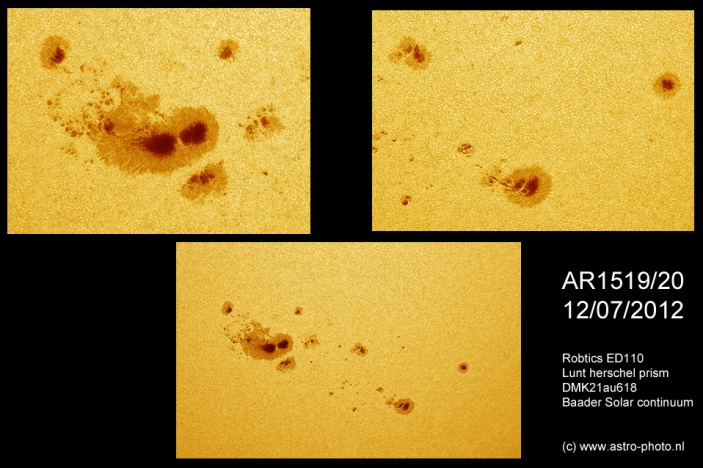 AR1519/20
12/07/2012
Robtics ED110
Lunt herschel prism
DMK21au618
Baader Solar continuum
(c) www.astro-photo.nl